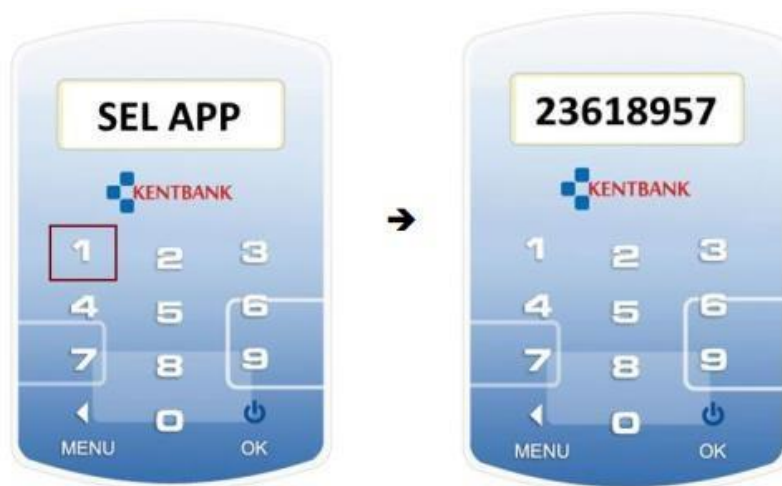 SEL APP
KENTBANK
1 2 3
4 5 6
7 8 9
0
MENU OK
23618957
KENTBANK
1 2 3
4 5 6
7 8 9
0
MENU OK